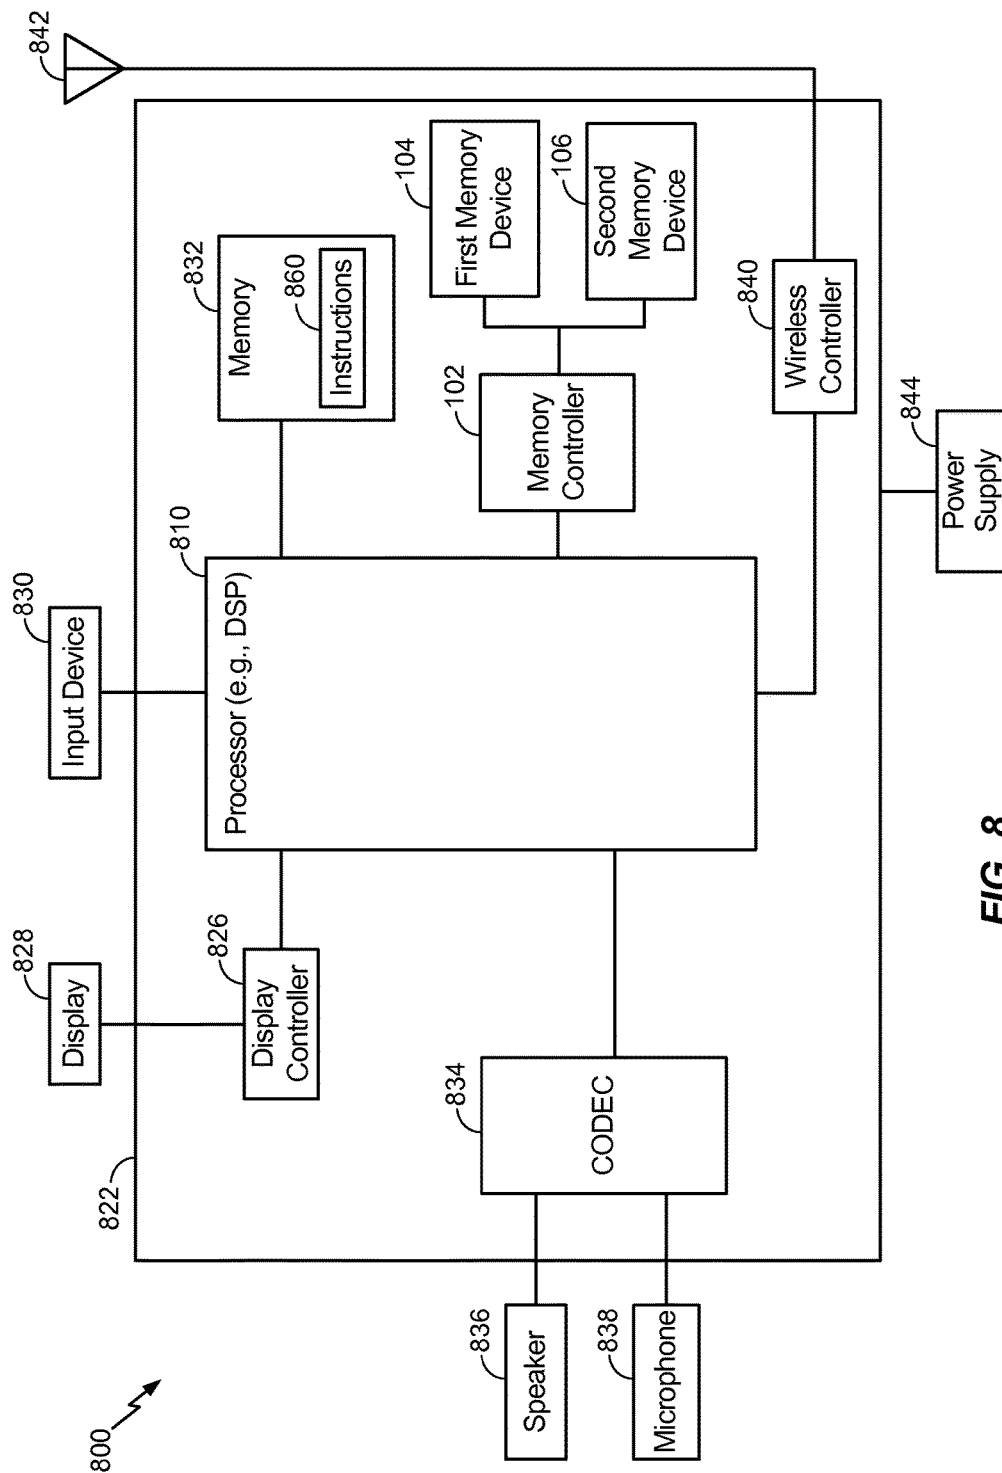 800
842
828
Display
830
Input Device
822
826
Display
Controller
810
Processor (e.g., DSP)
832
Memory
860
Instructions
834
CODEC
836
Speaker
838
Microphone
102
Memory
Controller
104
First Memory
Device
106
Second
Memory
Device
840
Wireless
Controller
844
Power
Supply
FIG. 8